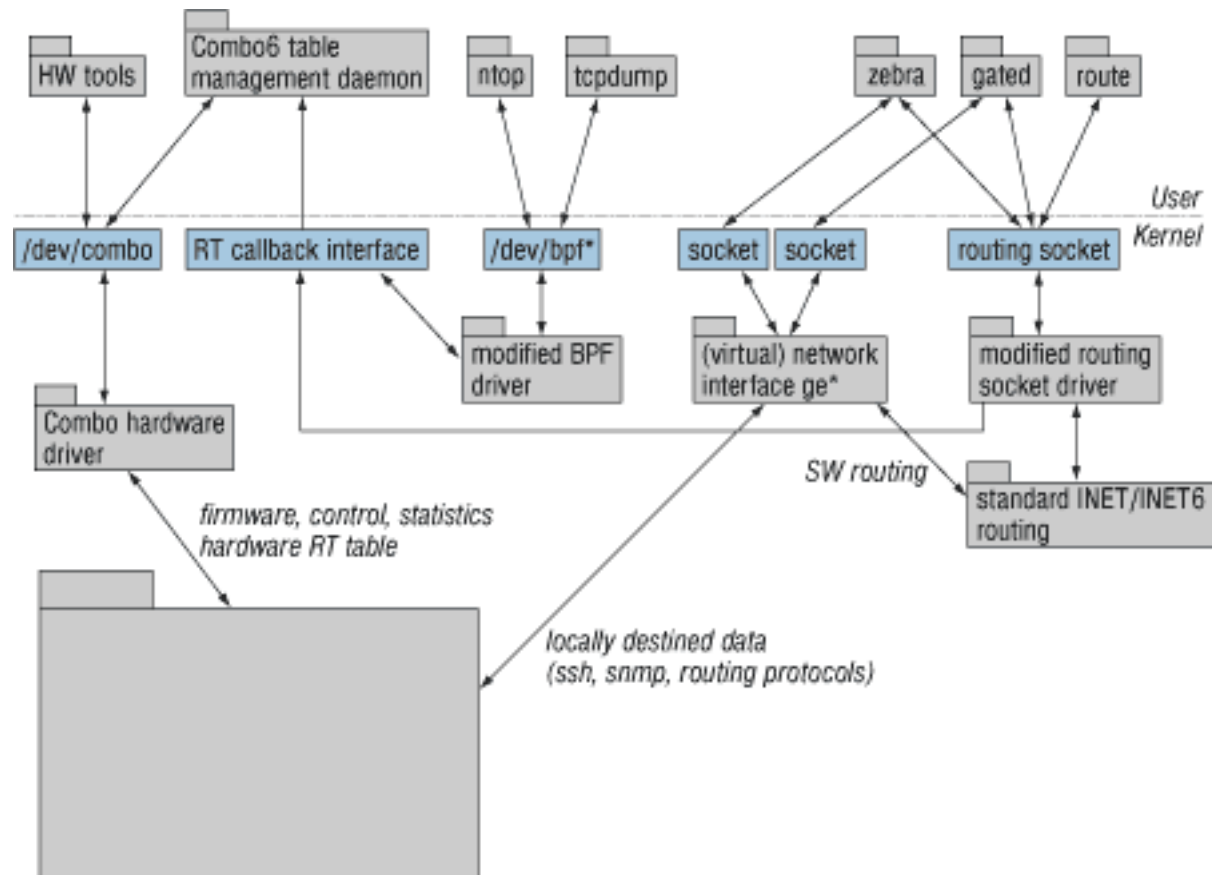 HW tools
Combo6 table
management daemon
ntop
tcpdump
zebra
gated
route
User
Kernel
/dev/combo
RT callback interface
/dev/bpf*
socket
socket
routing socket
modified BPF
driver
(virtual) network
interface ge*
modified routing
socket driver
Combo hardware
driver
SW routing
standard INET/INET6
routing
firmware, control, statistics
hardware RT table
locally destined data
(ssh, snmp, routing protocols)